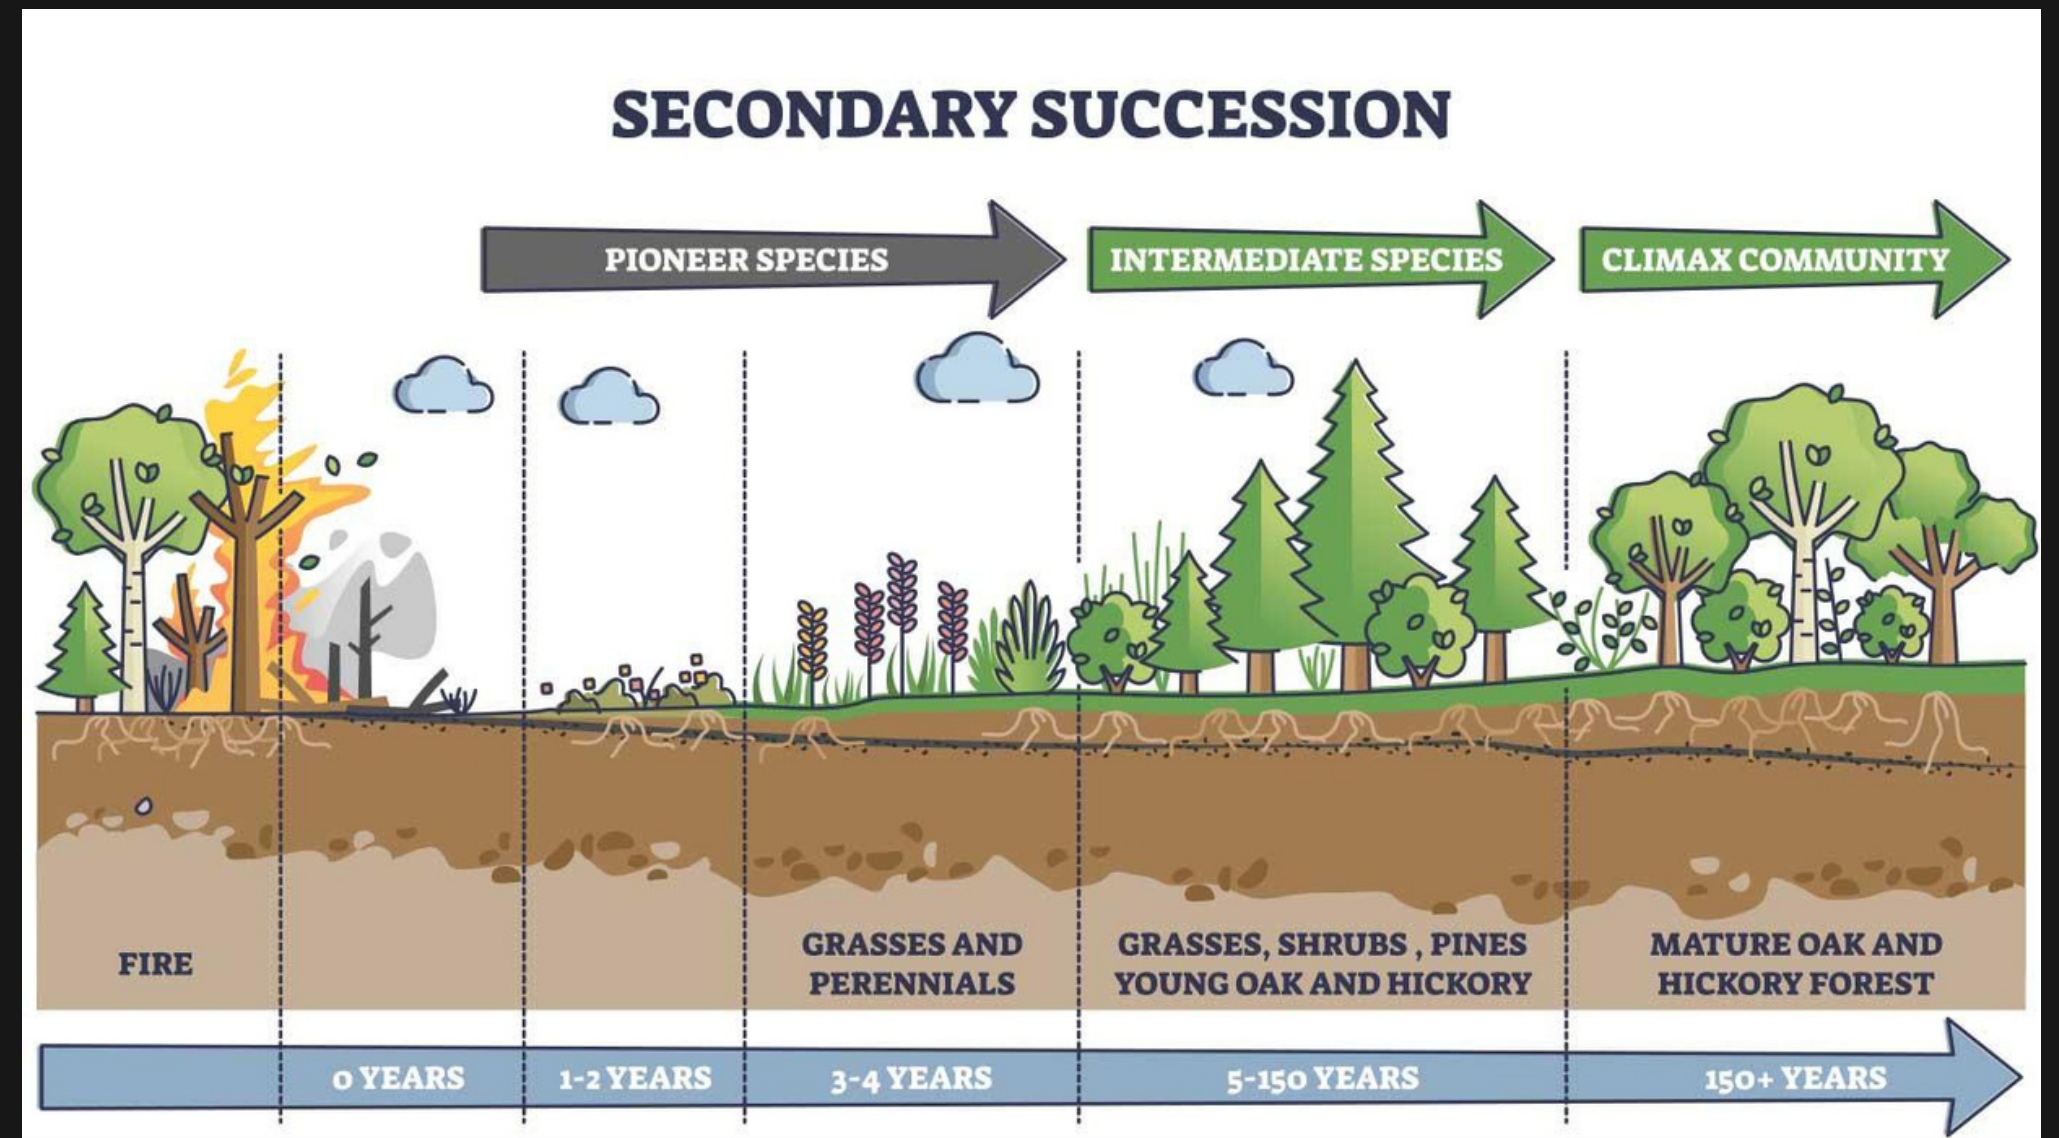 SECONDARY SUCCESSION
PIONEER SPECIES
INTERMEDIATE SPECIES
CLIMAX COMMUNITY
FIRE
GRASSES AND
PERENNIALS
GRASSES, SHRUBS , PINES
YOUNG OAK AND HICKORY
MATURE OAK AND
HICKORY FOREST
0 YEARS
1-2 YEARS
3-4 YEARS
5-150 YEARS
150+ YEARS